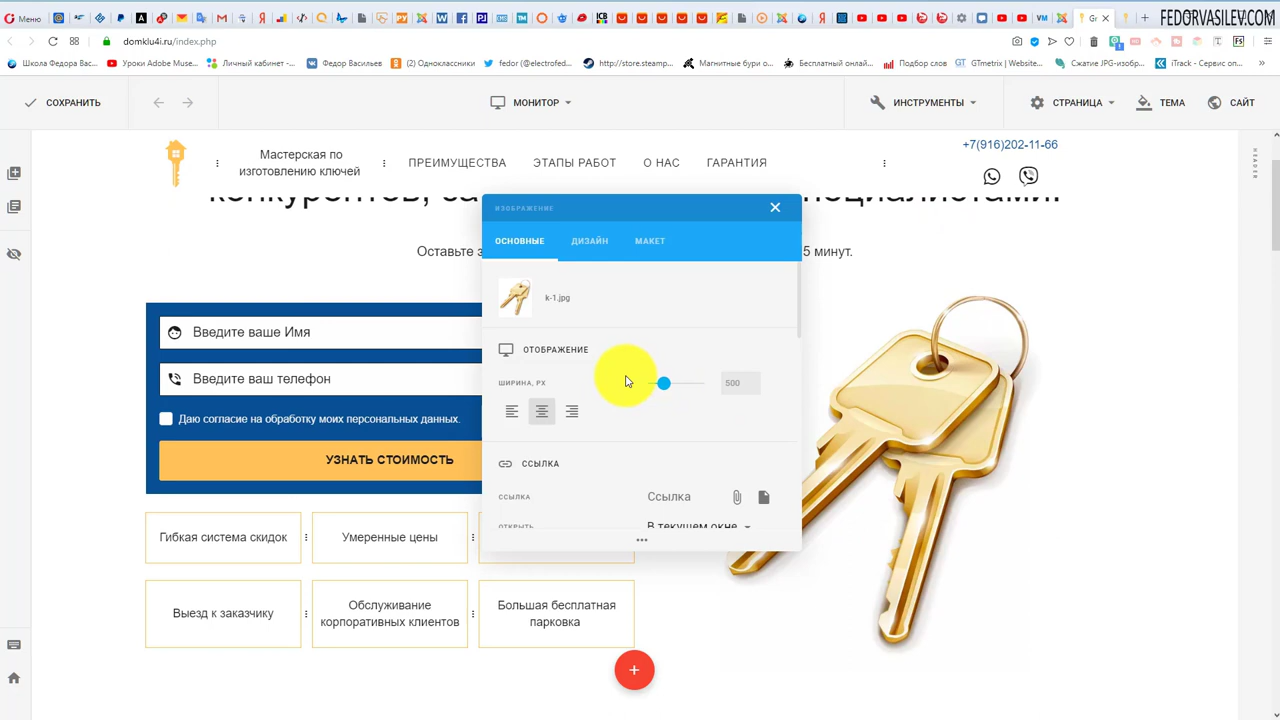 Меню
Gr
FEDORVASILEV.COM
domklu4i.ru/index.php
Школа Федора Вас...
Уроки Adobe Muse...
Личный кабинет -...
Федор Васильев
(2) Одноклассники
fedor (@electrofed...
http://store.steamp...
Магнитные бури о...
Бесплатный онлай...
Подбор слов
GTmetrix | Website...
Сжатие JPG-изобр...
iTrack - Сервис оп...
СОХРАНИТЬ
МОНИТОР
ИНСТРУМЕНТЫ
СТРАНИЦА
ТЕМА
САЙТ
Мастерская по
изготовлению ключей
ПРЕИМУЩЕСТВА
ЭТАПЫ РАБОТ
О НАС
ГАРАНТИЯ
+7(916)202-11-66
HEADER
Оставьте з
5 минут.
ИЗОБРАЖЕНИЕ
ОСНОВНЫЕ
ДИЗАЙН
МАКЕТ
k-1.jpg
ОТОБРАЖЕНИЕ
ШИРИНА, PX
500
ССЫЛКА
ССЫЛКА
Ссылка
ОТКРЫТЬ
В текущем окне
Введите ваше Имя
Введите ваш телефон
Даю согласие на обработку моих персональных данных.
УЗНАТЬ СТОИМОСТЬ
Гибкая система скидок
Умеренные цены
Выезд к заказчику
Обслуживание
корпоративных клиентов
Большая бесплатная
парковка